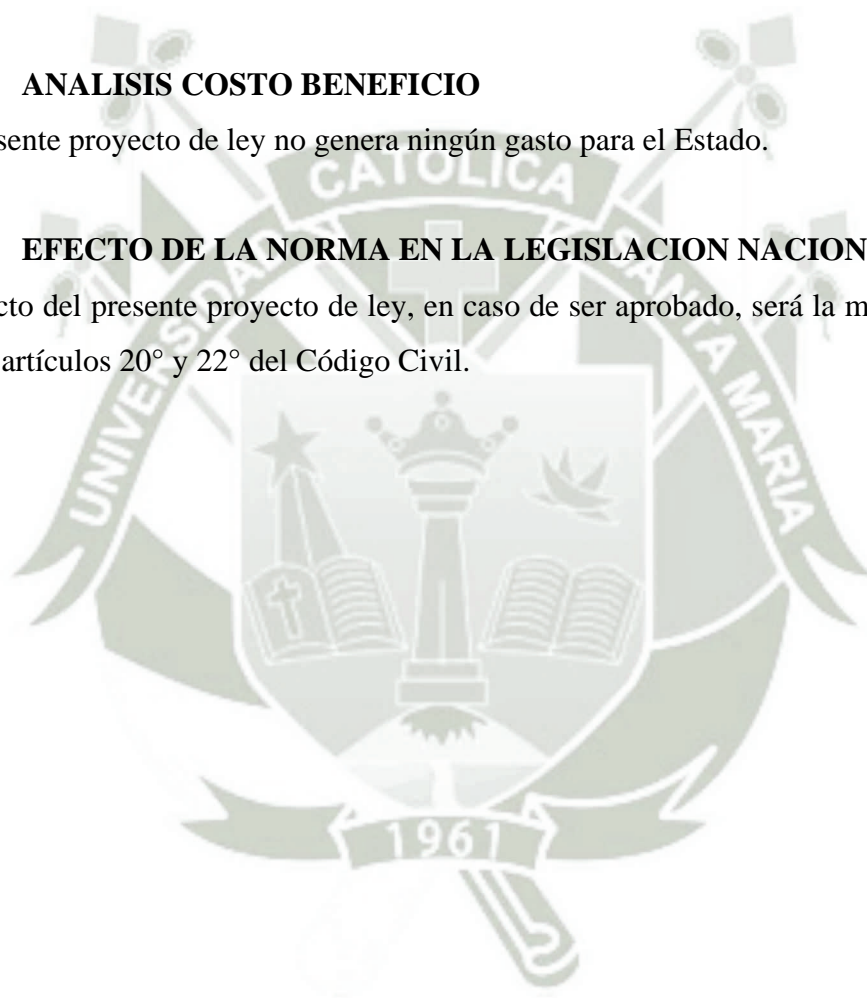 ANALISIS COSTO BENEFICIO
sente proyecto de ley no genera ningún gasto para el Estado.
EFECTO DE LA NORMA EN LA LEGISLACION NACION
cto del presente proyecto de ley, en caso de ser aprobado, será la m
artículos 20° y 22° del Código Civil.
UNIVERSIDAD CATOLICA SANTA MARIA
1961